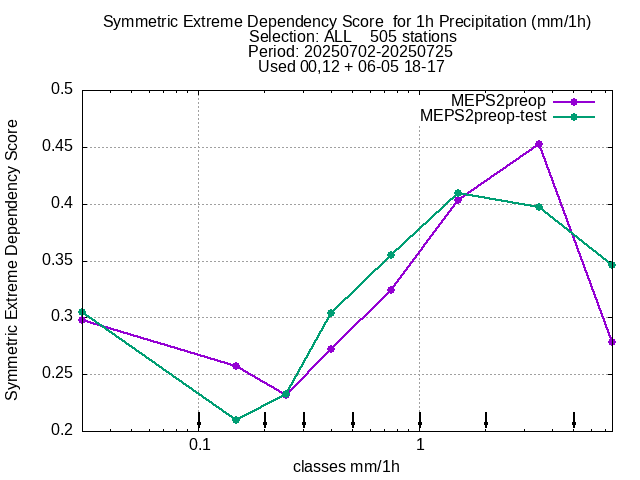 Symmetric Extreme Dependency Score  for 1h Precipitation (mm/1h)
Selection: ALL    505 stations
Period: 20250702-20250725
Used 00,12 + 06-05 18-17
MEPS2preop
MEPS2preop-test
Symmetric Extreme Dependency Score
0.5
0.45
0.4
0.35
0.3
0.25
0.2
0.1
1
classes mm/1h